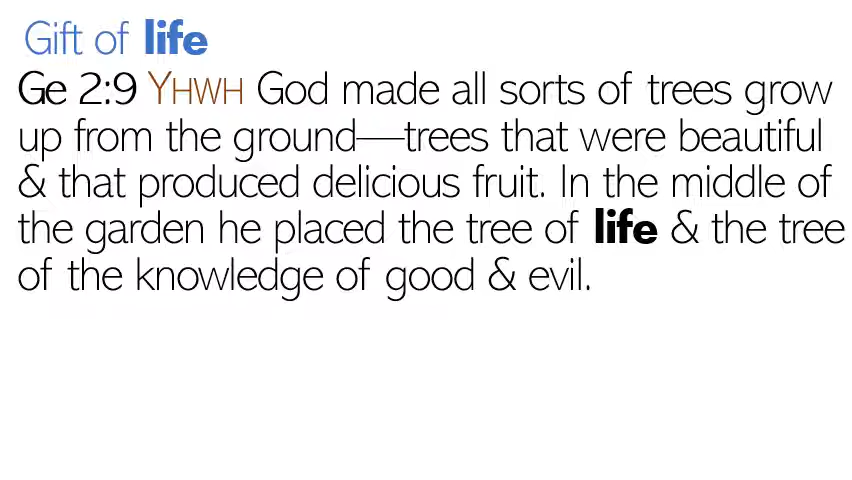 Gift of life
Ge 2:9 YHWH God made all sorts of trees grow
up from the ground—trees that were beautiful
& that produced delicious fruit. In the middle of
the garden he placed the tree of life & the tree
of the knowledge of good & evil.